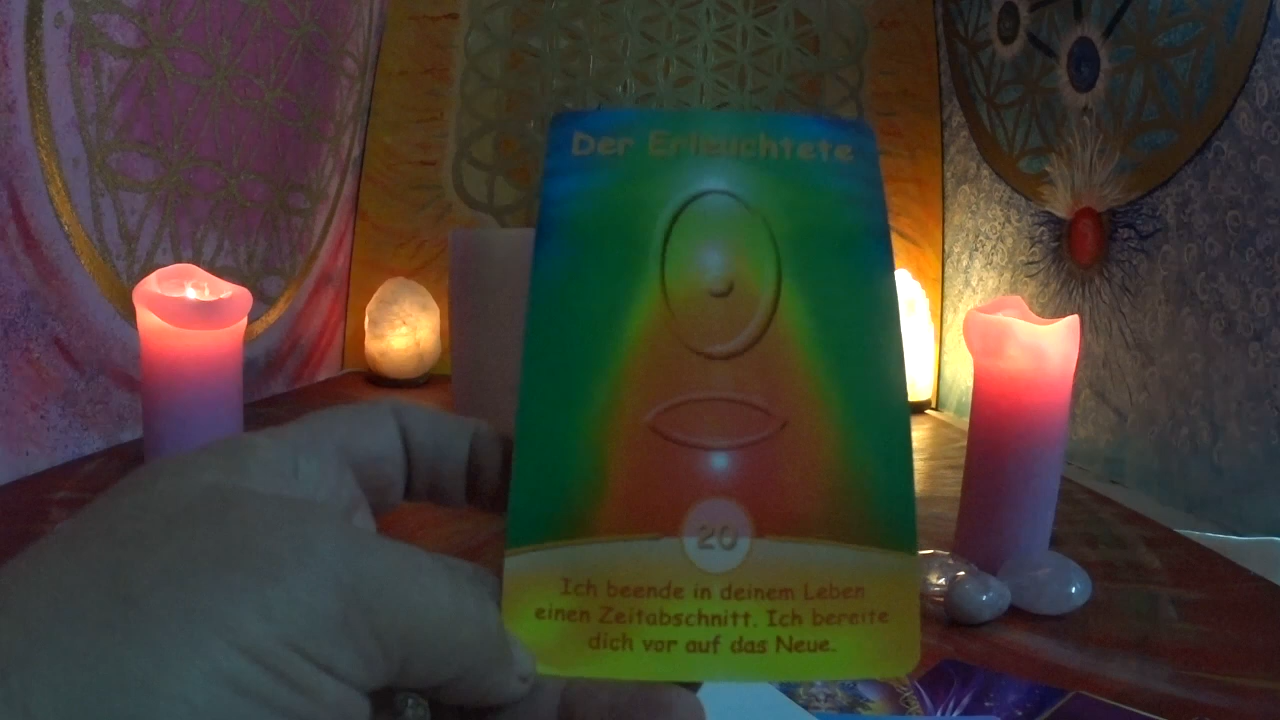 Der Erleuchtete
20
Ich beende in deinem Leben
einen Zeitabschnitt. Ich bereite
dich vor auf das Neue.